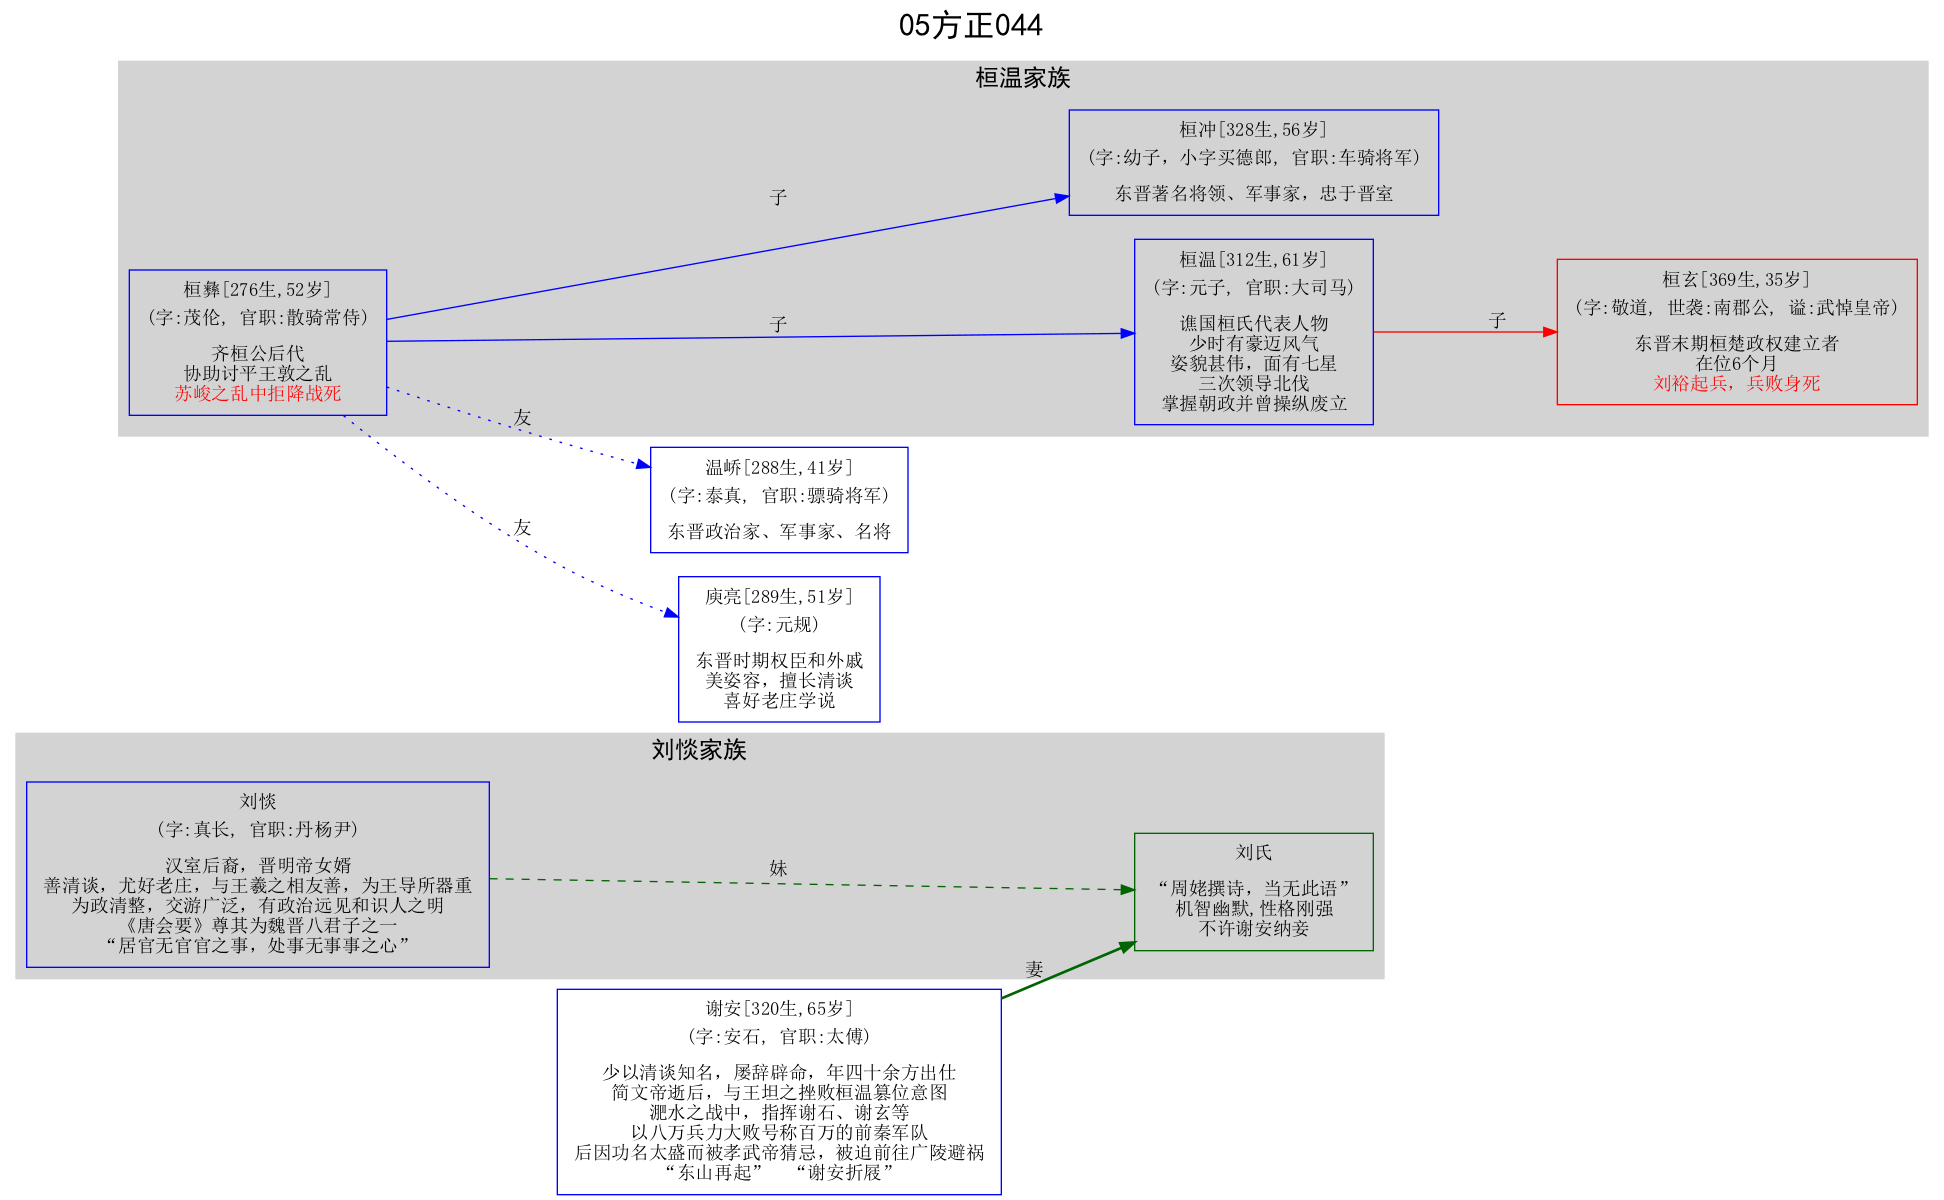 05方正044
桓温家族
桓冲[328生,56岁]
(字:幼子，小字买德郎, 官职:车骑将军)
东晋著名将领、军事家，忠于晋室
子
桓彝[276生,52岁]
(字:茂伦, 官职:散骑常侍)
齐桓公后代
协助讨平王敦之乱
苏峻之乱中拒降战死
子
桓温[312生,61岁]
(字:元子, 官职:大司马)
谯国桓氏代表人物
少时有豪迈风气
姿貌甚伟，面有七星
三次领导北伐
掌握朝政并曾操纵废立
子
桓玄[369生,35岁]
(字:敬道, 世袭:南郡公, 谥:武悼皇帝)
东晋末期桓楚政权建立者
在位6个月
刘裕起兵，兵败身死
友
温峤[288生,41岁]
(字:泰真, 官职:骠骑将军)
东晋政治家、军事家、名将
友
庾亮[289生,51岁]
(字:元规)
东晋时期权臣和外戚
美姿容，擅长清谈
喜好老庄学说
刘惔家族
刘惔
(字:真长, 官职:丹杨尹)
汉室后裔，晋明帝女婿
善清谈，尤好老庄，与王羲之相友善，为王导所器重
为政清整，交游广泛，有政治远见和识人之明
《唐会要》尊其为魏晋八君子之一
“居官无官官之事，处事无事事之心”
妹
刘氏
“周姥撰诗，当无此语”
机智幽默,性格刚强
不许谢安纳妾
妻
谢安[320生,65岁]
(字:安石, 官职:太傅)
少以清谈知名，屡辞辟命，年四十余方出仕
简文帝逝后，与王坦之挫败桓温篡位意图
淝水之战中，指挥谢石、谢玄等
以八万兵力大败号称百万的前秦军队
后因功名太盛而被孝武帝猜忌，被迫前往广陵避祸
“东山再起” “谢安折屐”